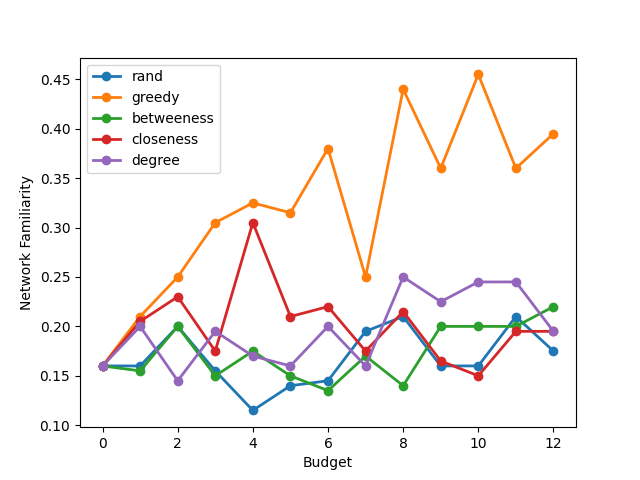 rand
greedy
betweeness
closeness
degree
Network Familiarity
0.45
0.40
0.35
0.30
0.25
0.20
0.15
0.10
0 2 4 6 8 10 12
Budget